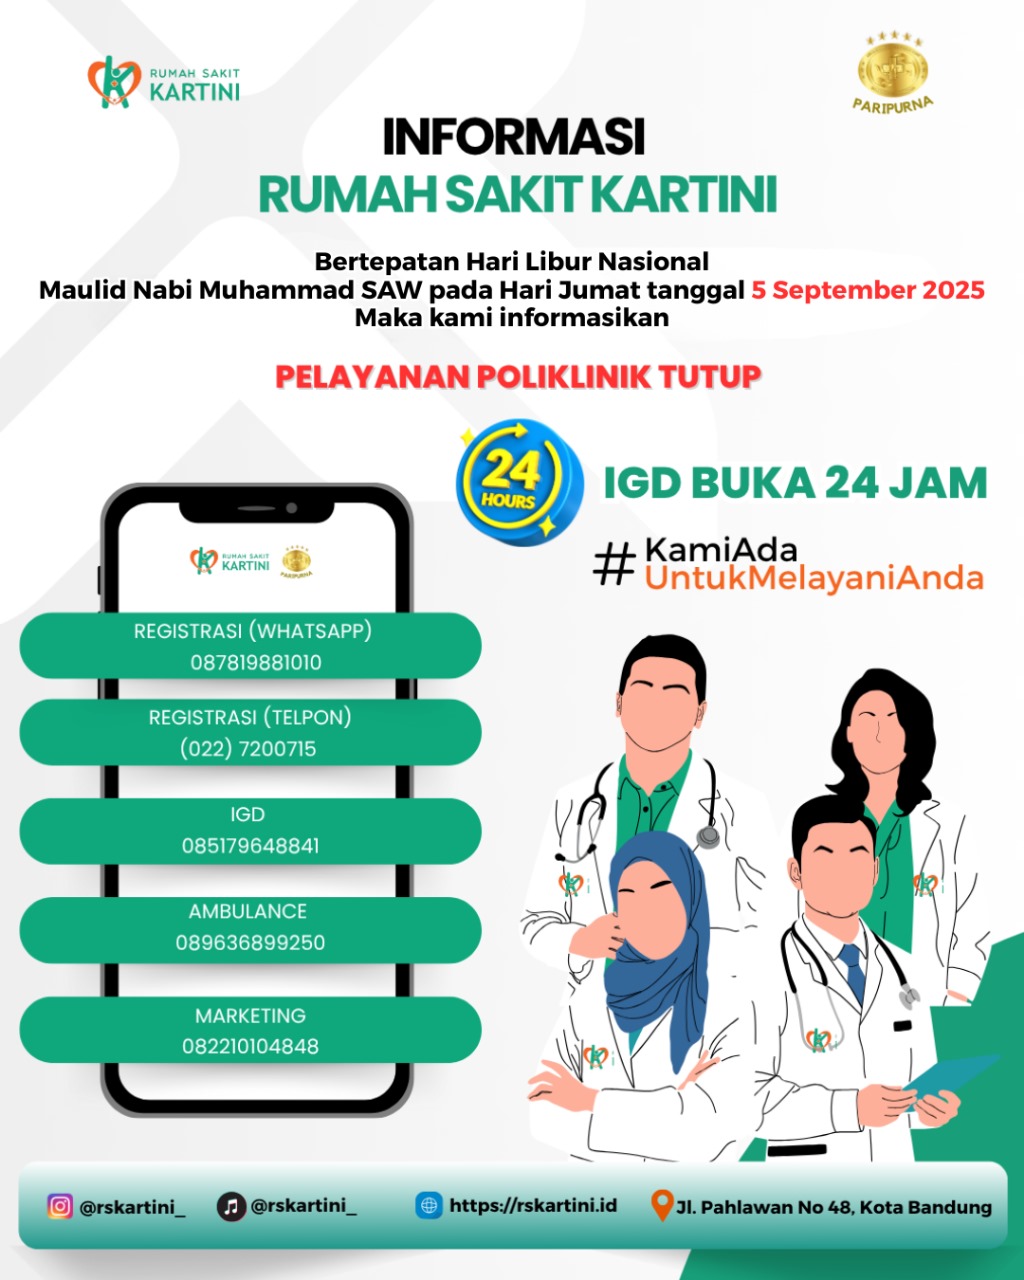 RUMAH SAKIT
KARTINI
PARIPURNA
INFORMASI
RUMAH SAKIT KARTINI
Bertepatan Hari Libur Nasional
Maulid Nabi Muhammad SAW pada Hari Jumat tanggal 5 September 2025
Maka kami informasikan
PELAYANAN POLIKLINIK TUTUP
24
HOURS
IGD BUKA 24 JAM
#KamiAda
UntukMelayaniAnda
RUMAH SAKIT
KARTINI
PARIPURNA
REGISTRASI (WHATSAPP)
087819881010
REGISTRASI (TELPON)
(022) 7200715
IGD
085179648841
AMBULANCE
089636899250
MARKETING
082210104848
@rskartini_
@rskartini_
https://rskartini.id
Jl. Pahlawan No 48, Kota Bandung